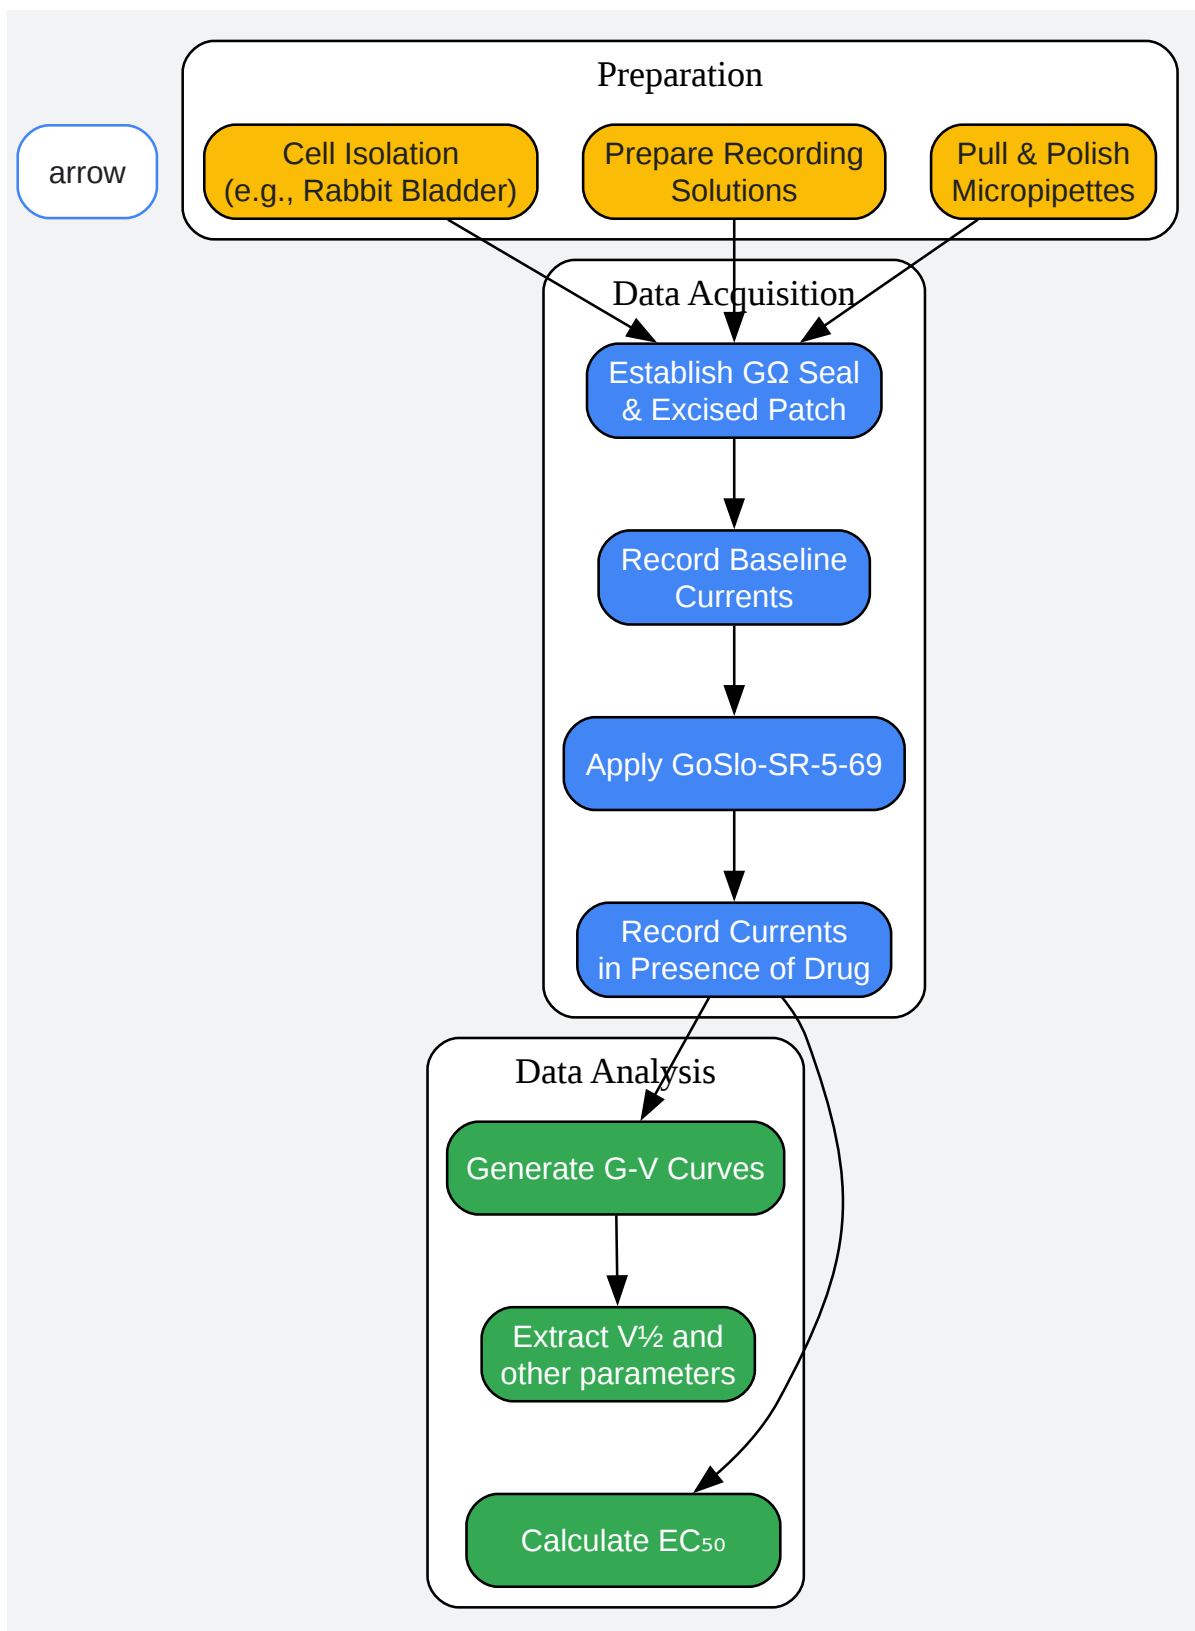 Preparation
arrow
Cell Isolation
(e.g., Rabbit Bladder)
Prepare Recording
Solutions
Pull & Polish
Micropipettes
Data Acquisition
Establish GΩ Seal
& Excised Patch
Record Baseline
Currents
Apply GoSlo-SR-5-69
Record Currents
in Presence of Drug
Data Analysis
Generate G-V Curves
Extract V½ and
other parameters
Calculate EC₅₀